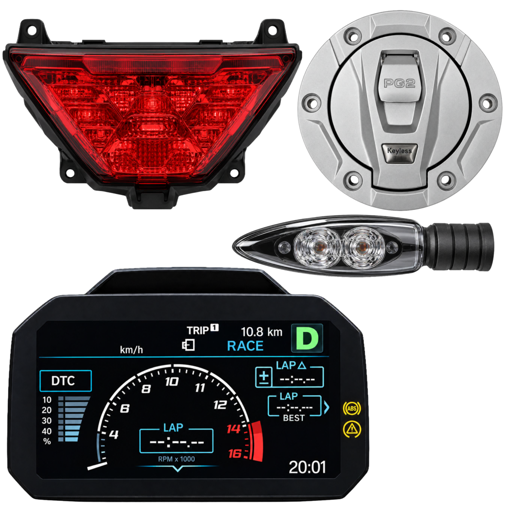 PG2
Keyless
TRIP 1 10.8 km
km/h RACE D
DTC
10
20
30
40
%
4 6 8 10 11 12 14 16
LAP
--:--.--
RPM x 1000
± LAP △
--:--.--
LAP
--:--.--
BEST
ABS
20:01